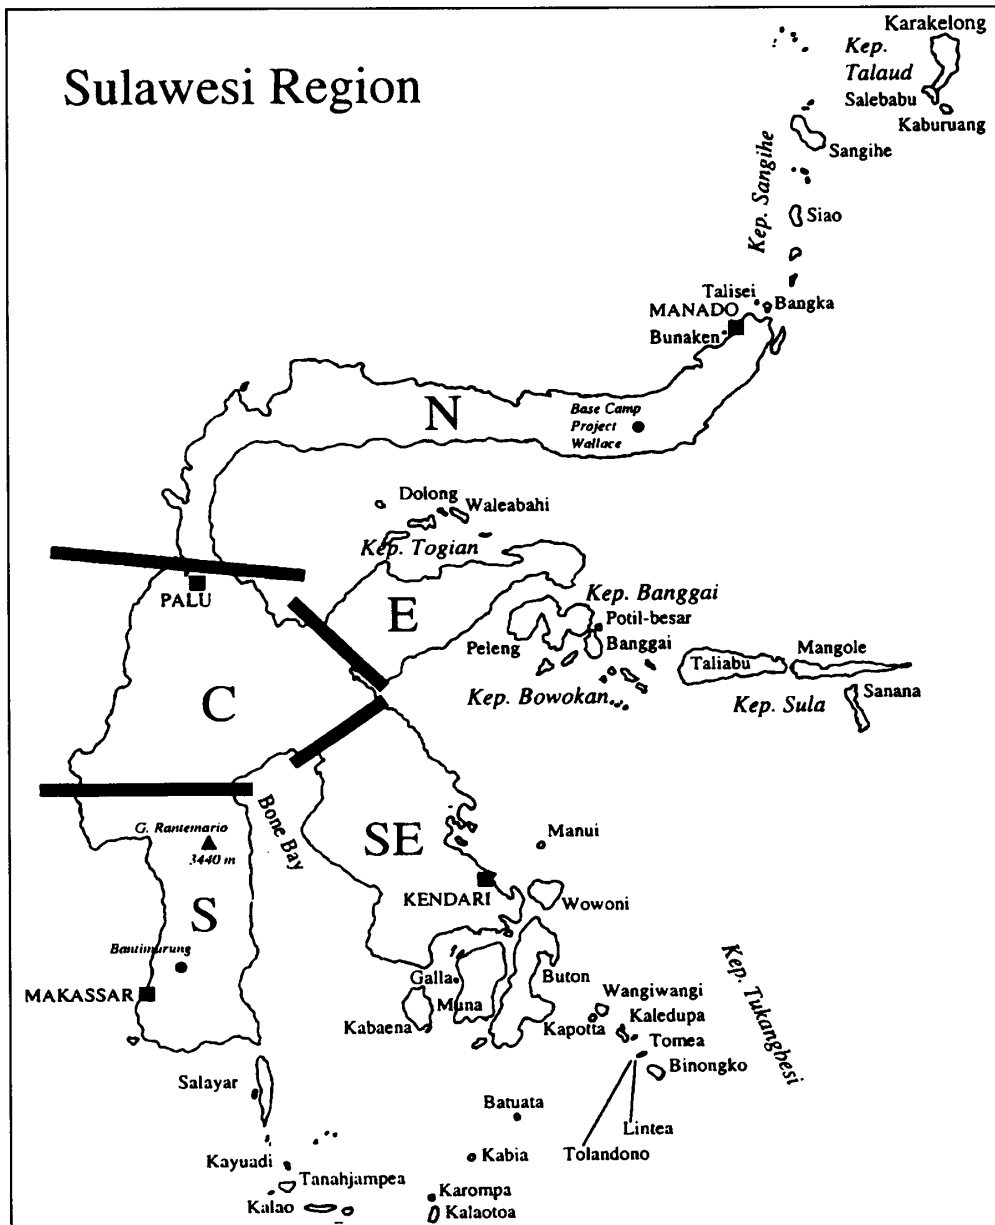 Sulawesi Region
Karakelong
Kep.
Talaud
Salebabu
Kaburuang
Sangihe
Kep. Sangihe
Siao
Talisei
MANADO
Bangka
Bunaken
N
Base Camp
Project
Wallace
Dolong
Waleabahi
Kep. Togian
PALU
E
Kep. Banggai
Potil-besar
Peleng
Banggai
Mangole
Taliabu
Kep. Bowokan
Kep. Sula
Sanana
C
Bone Bay
G. Rantemario
3440 m
SE
Manui
KENDARI
Wowoni
S
Bantimurung
MAKASSAR
Galla
Muna
Buton
Kabaena
Kapotta
Wangiwangi
Kaledupa
Tomea
Binongko
Kep. Tukangbesi
Salayar
Batuata
Lintea
Tolandono
Kayuadi
Kabia
Tanahjampea
Kalao
Karompa
Kalaotoa